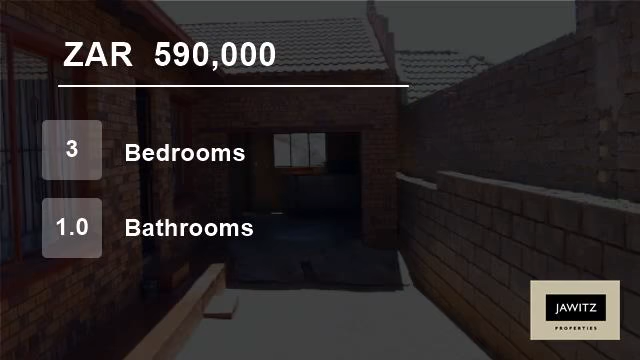 ZAR 590,000
3
Bedrooms
1.0
Bathrooms
JAWITZ
PROPERTIES